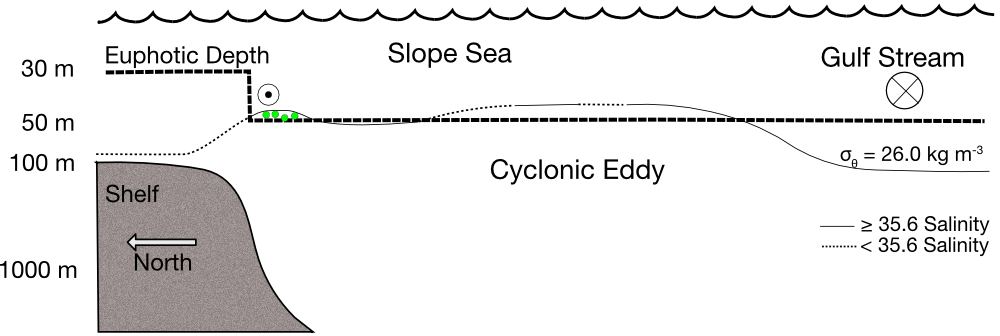 Euphotic Depth
Slope Sea
Gulf Stream
30 m
50 m
σθ = 26.0 kg m-3
100 m
Cyclonic Eddy
Shelf
≥ 35.6 Salinity
< 35.6 Salinity
North
1000 m